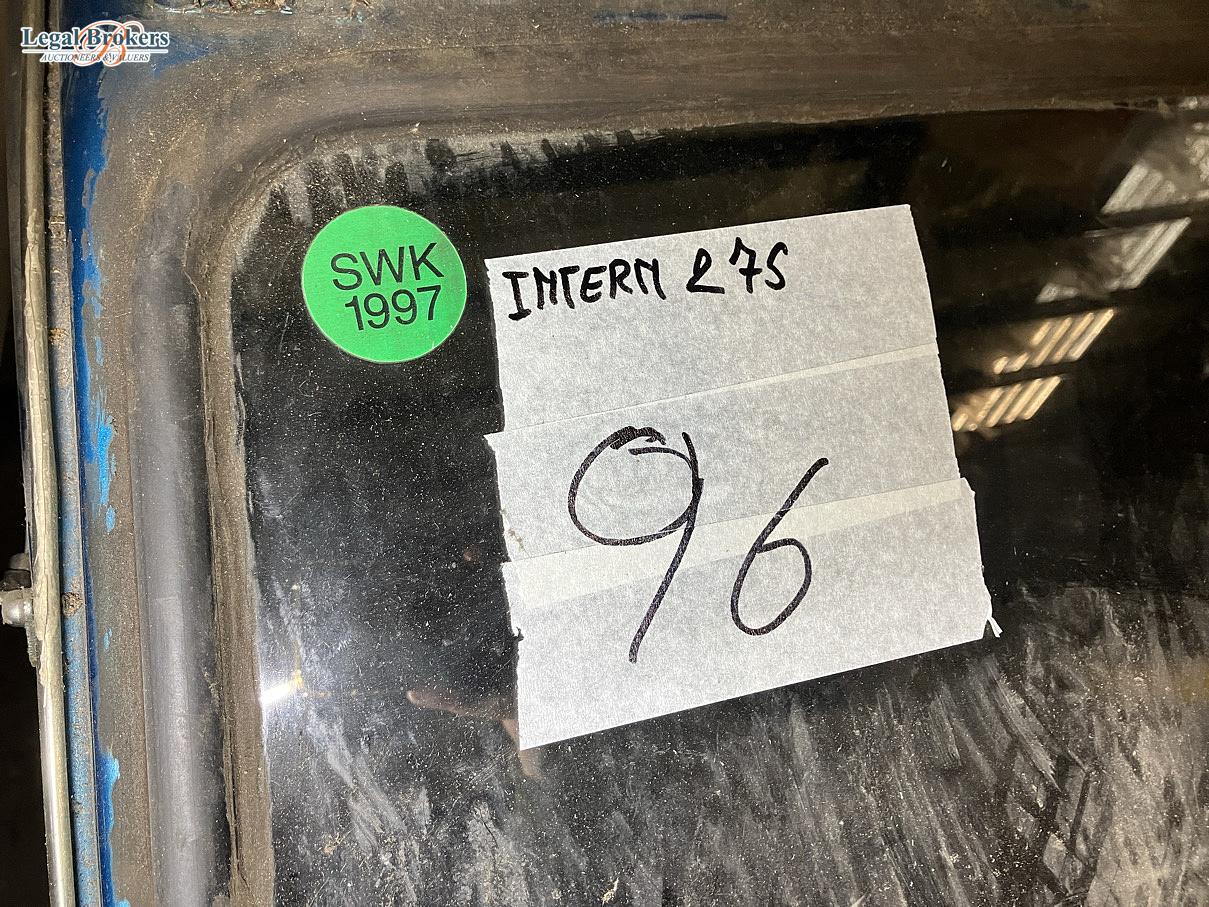 Legal Brokers
AUCTIONEERS & VALUERS
SWK
1997
INTERN 275
96